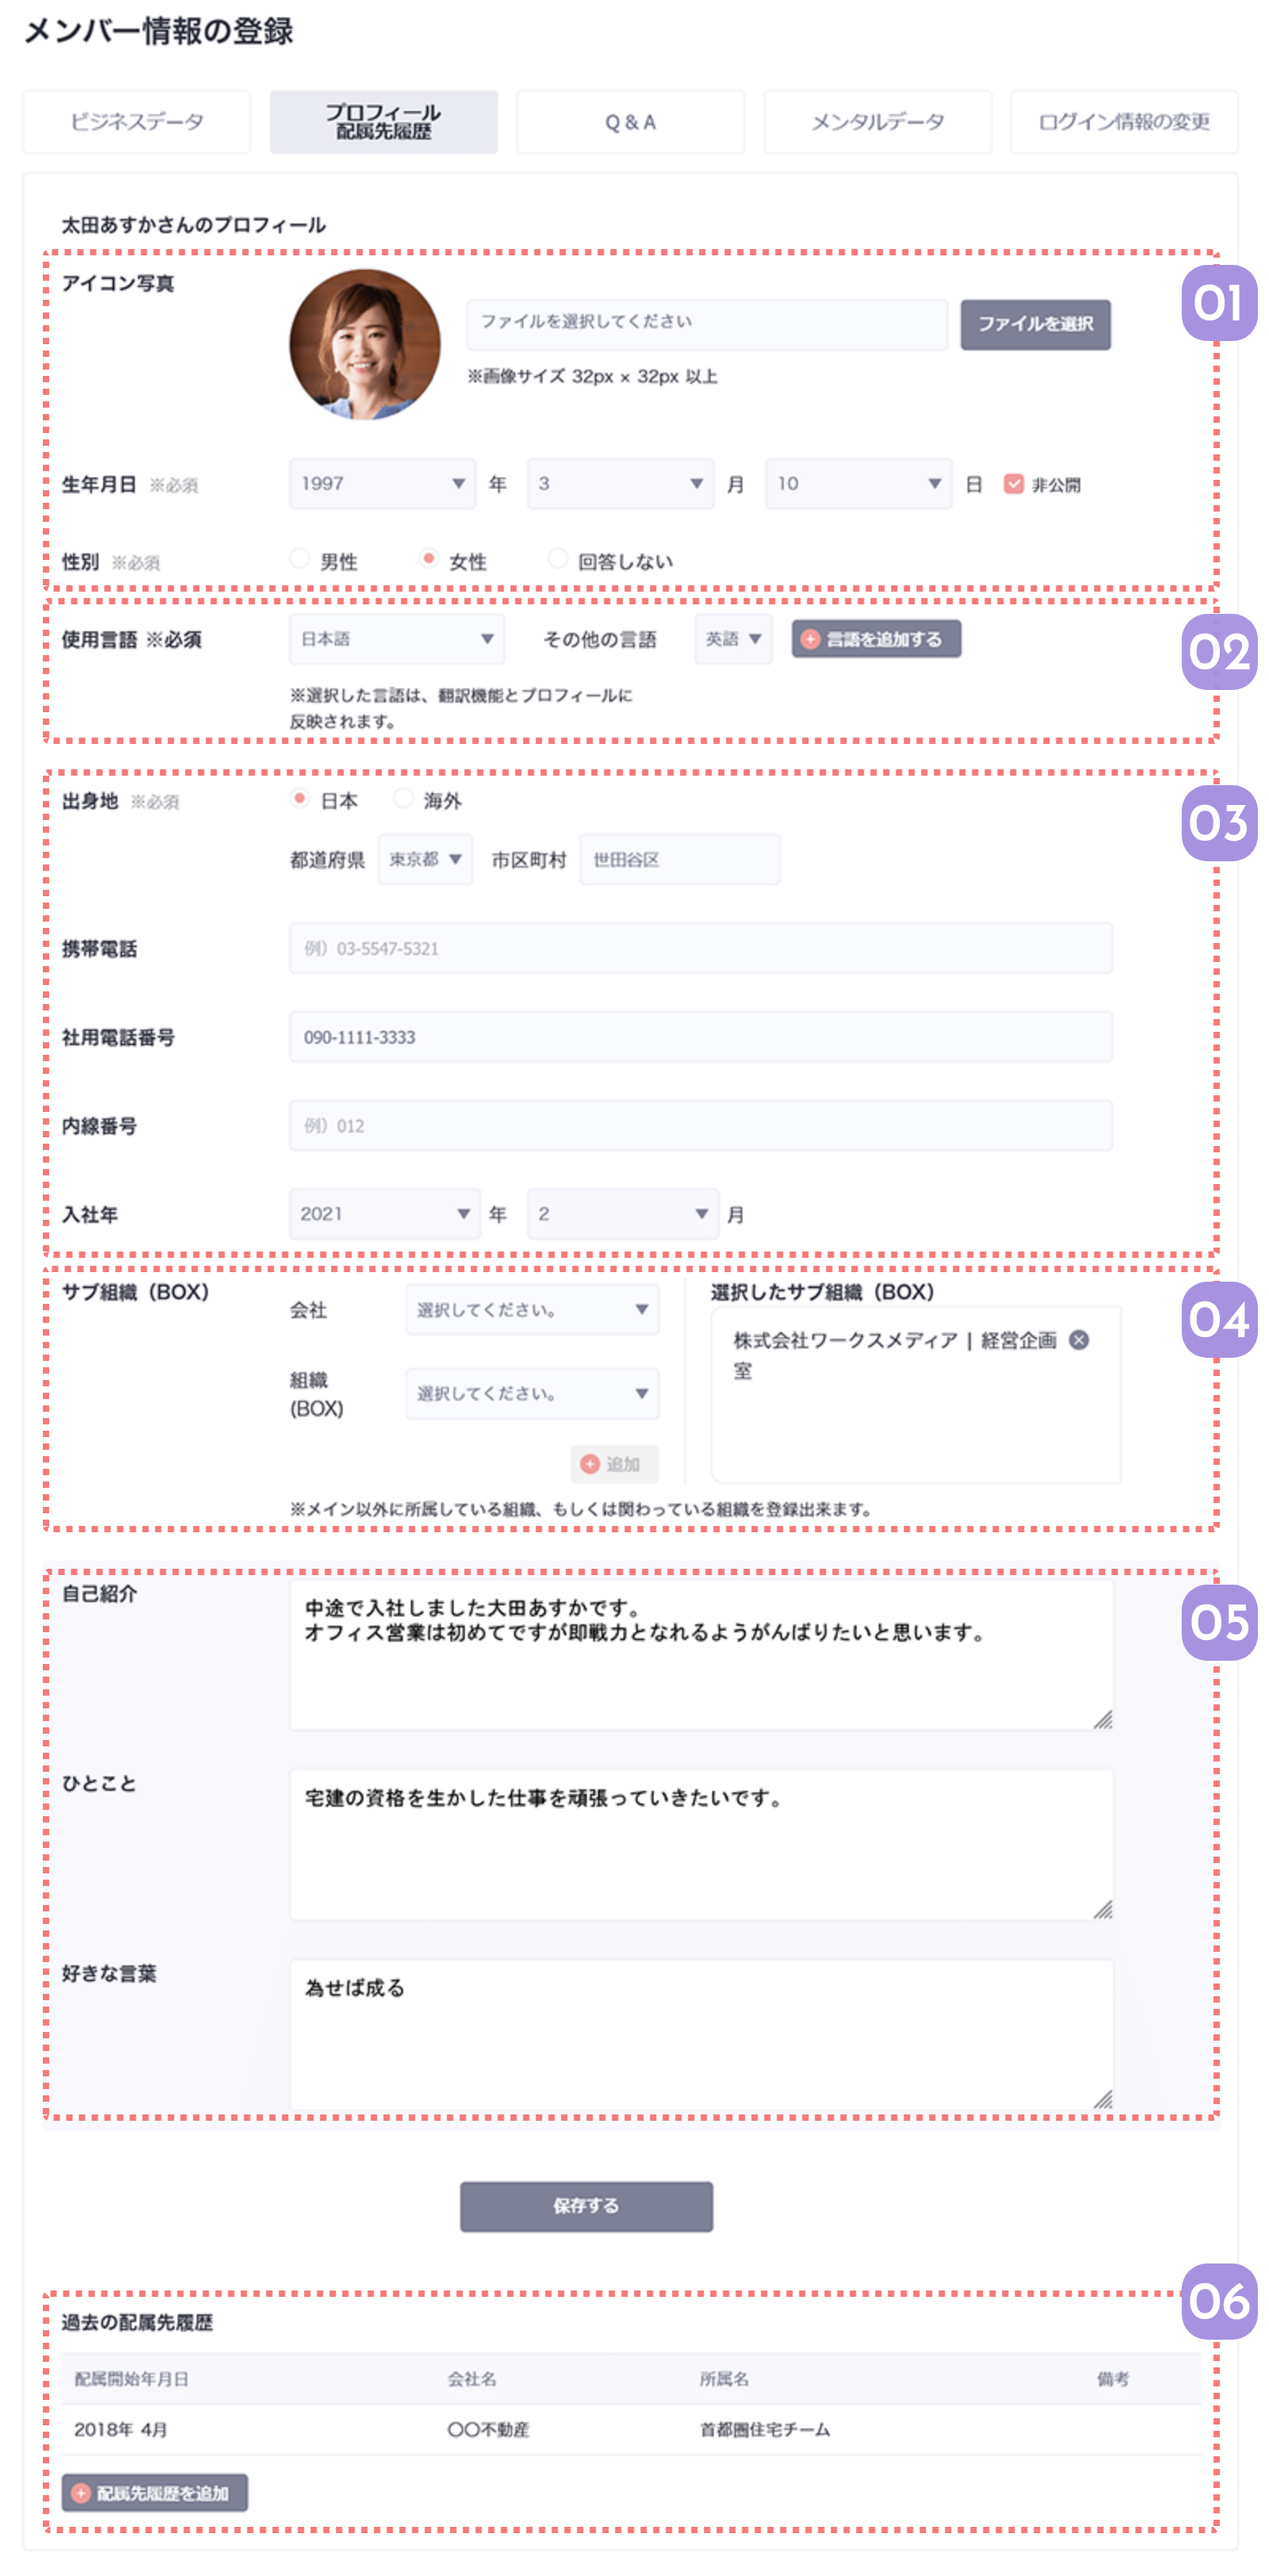 メンバー情報の登録
ビジネスデータ
プロフィール
配属先履歴
Q & A
メンタルデータ
ログイン情報の変更
太田あすかさんのプロフィール
アイコン写真
ファイルを選択してください
ファイルを選択
※画像サイズ 32px × 32px 以上
01
生年月日 ※必須 1997 年 3 月 10 日 非公開
性別 ※必須 男性 女性 回答しない
使用言語 ※必須 日本語 その他の言語 英語 言語を追加する
02
※選択した言語は、翻訳機能とプロフィールに
反映されます。
出身地 ※必須 日本 海外
03
都道府県 東京都 市区町村 世田谷区
携帯電話 例）03-5547-5321
社用電話番号 090-1111-3333
内線番号 例）012
入社年 2021 年 2 月
サブ組織（BOX）
会社 選択してください。
組織
(BOX)
選択してください。
追加
選択したサブ組織（BOX）
株式会社ワークスメディア | 経営企画
室
04
※メイン以外に所属している組織、もしくは関わっている組織を登録出来ます。
自己紹介
中途で入社しました大田あすかです。
オフィス営業は初めてですが即戦力となれるようがんばりたいと思います。
05
ひとこと
宅建の資格を生かした仕事を頑張っていきたいです。
好きな言葉
為せば成る
保存する
06
過去の配属先履歴
配属開始年月日 会社名 所属名 備考
2018年 4月 〇〇不動産 首都圏住宅チーム
配属先履歴を追加